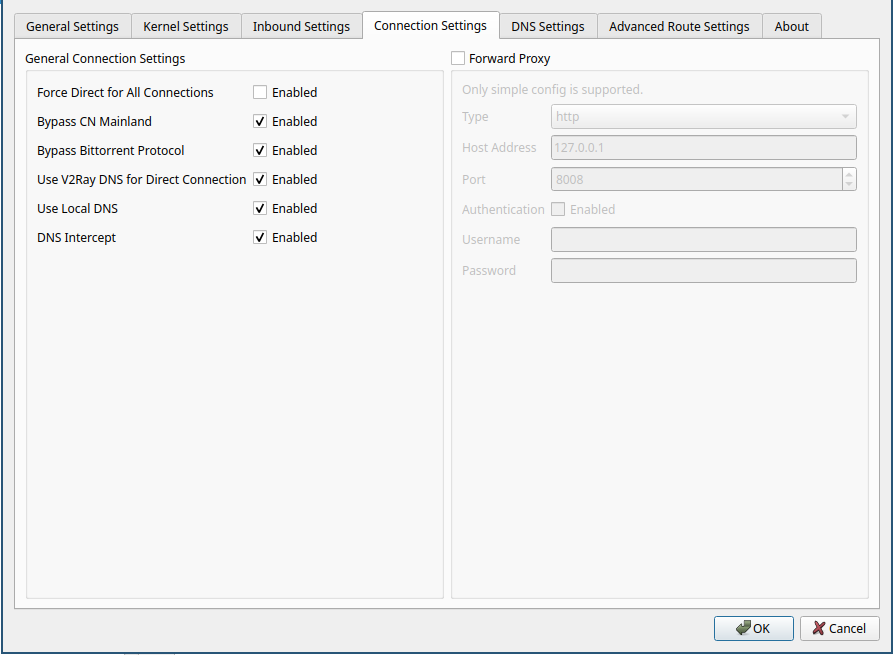 General Settings Kernel Settings Inbound Settings Connection Settings DNS Settings Advanced Route Settings About
General Connection Settings
Force Direct for All Connections Enabled
Bypass CN Mainland Enabled
Bypass Bittorrent Protocol Enabled
Use V2Ray DNS for Direct Connection Enabled
Use Local DNS Enabled
DNS Intercept Enabled
Forward Proxy
Only simple config is supported.
Type http
Host Address 127.0.0.1
Port 8008
Authentication Enabled
Username
Password
OK Cancel